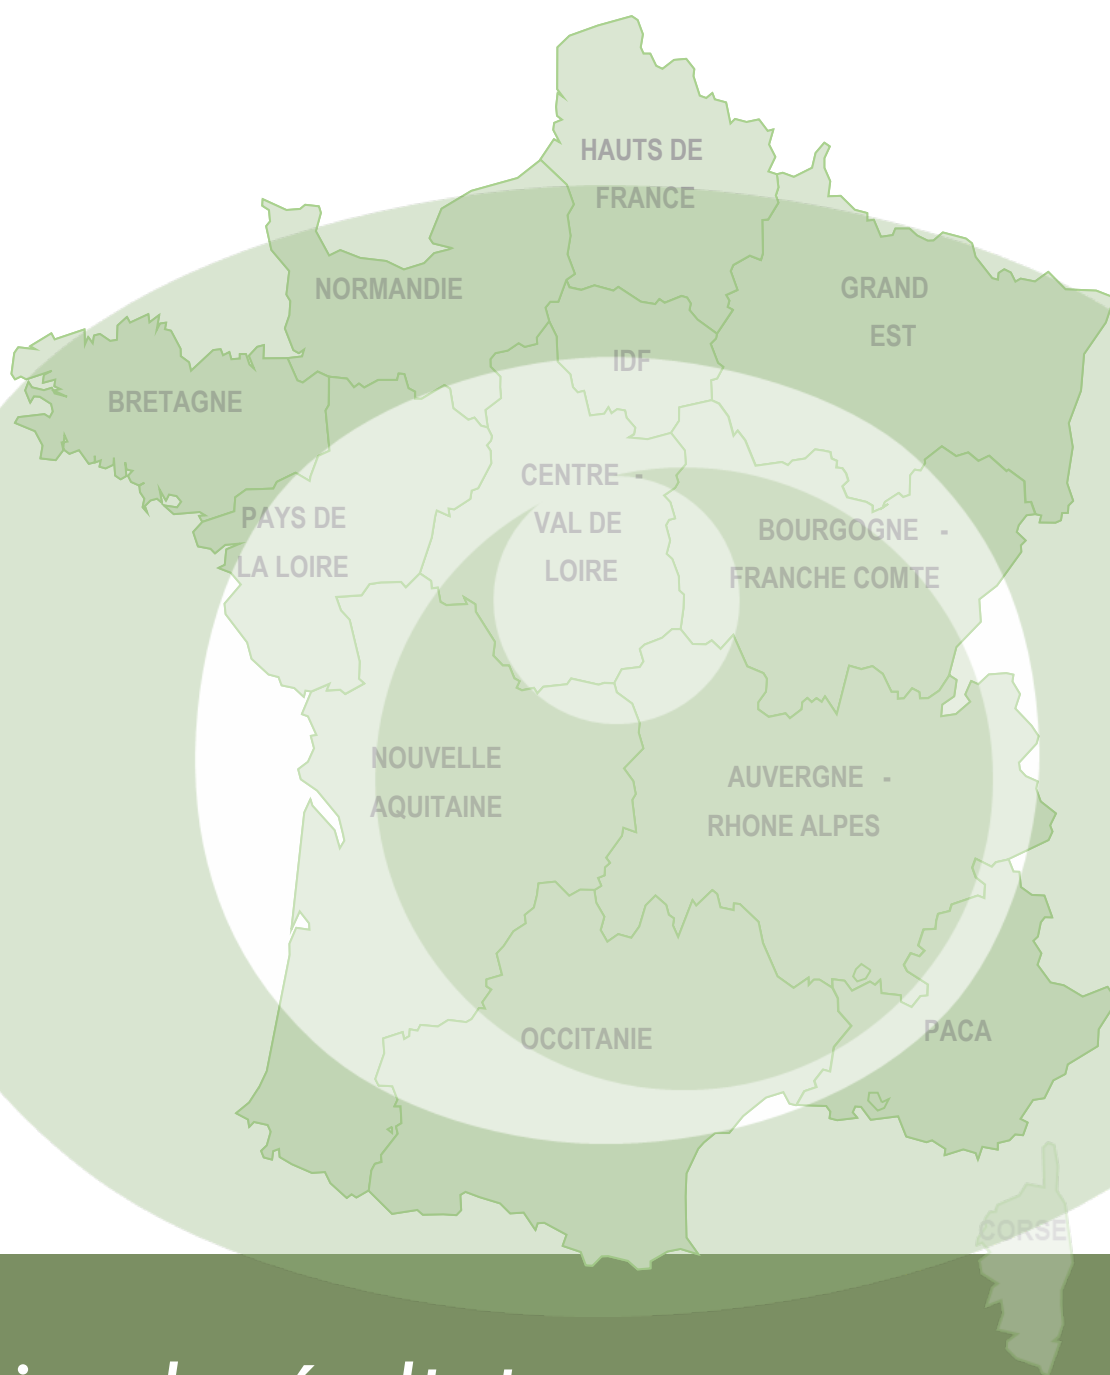 HAUTS DE
FRANCE
NORMANDIE
GRAND
EST
IDF
BRETAGNE
CENTRE -
VAL DE
LOIRE
PAYS DE
LA LOIRE
BOURGOGNE -
FRANCHE COMTE
NOUVELLE
AQUITAINE
AUVERGNE -
RHONE ALPES
OCCITANIE
PACA
CORSE